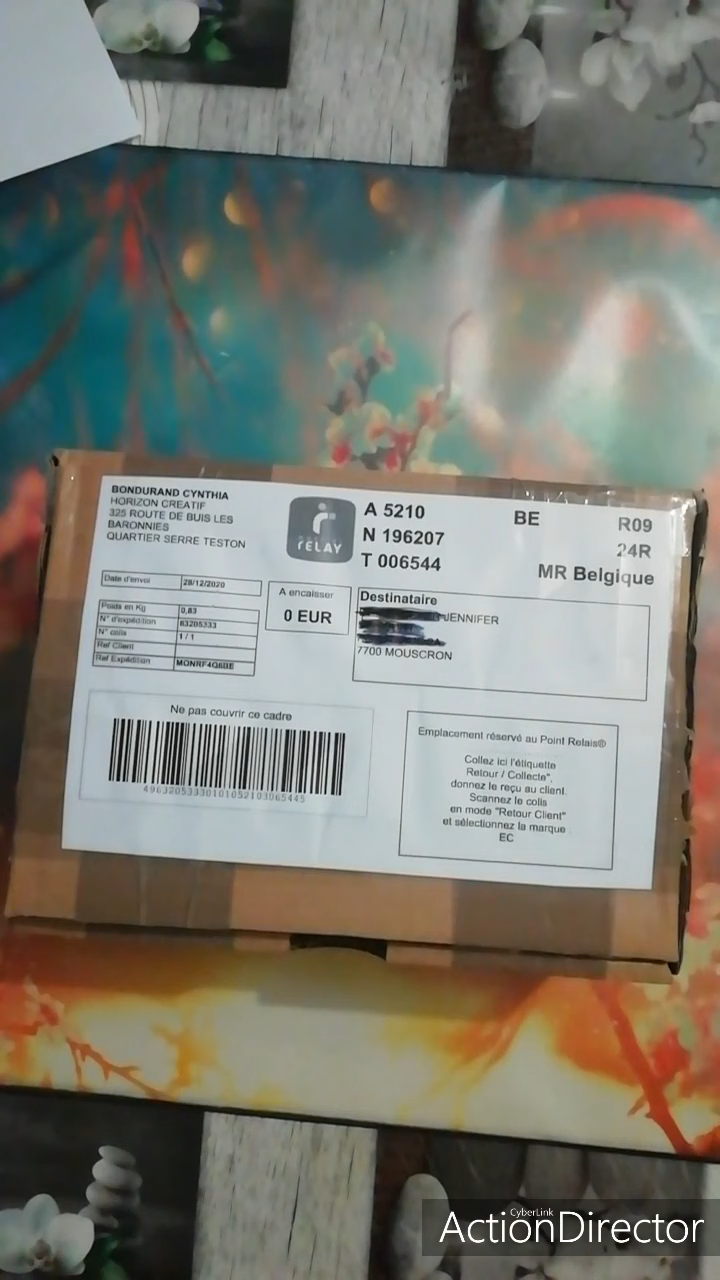 BONDURAND CYNTHIA
HORIZON CREATIF
325 ROUTE DE BUIS LES
BARONNIES
QUARTIER SERRE TESTON
RELAY
A 5210
N 196207
T 006544
BE
R09
24R
MR Belgique
Date d'envoi 28/12/2020
Poids en Kg 0,83
N° d'expédition 63205333
N° colis 1 / 1
Ref Client
Ref Expédition
A encaisser
0 EUR
Destinataire
JENNIFER
7700 MOUSCRON
Ne pas couvrir ce cadre
Emplacement réservé au Point Relais®
Collez ici l'étiquette
Retour / Collecte",
donnez le reçu au client.
Scannez le colis
en mode "Retour Client"
et sélectionnez la marque
EC
CyberLink
ActionDirector